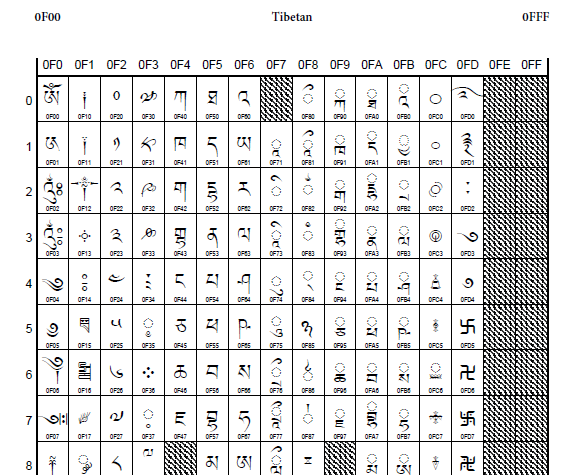 0F00 Tibetan 0FFF
0F0 0F1 0F2 0F3 0F4 0F5 0F6 0F7 0F8 0F9 0FA 0FB 0FC 0FD 0FE 0FF
0 ༀ ༐ ༠ ༰ ཀ ཐ འ ◌ྀ ◌ྐ ◌ྠ ◌ྰ ࿀ ࿐
0F00 0F10 0F20 0F30 0F40 0F50 0F60 0F80 0F90 0FA0 0FB0 0FC0 0FD0
1 ༁ ༑ ༡ ༱ ཁ ད ཡ ◌ཱ ◌ཱྀ ◌ྑ ◌ྡ ◌ྱ ࿁ ࿑
0F01 0F11 0F21 0F31 0F41 0F51 0F61 0F71 0F81 0F91 0FA1 0FB1 0FC1 0FD1
2 ༂ ༒ ༢ ༲ ག དྷ ར ◌ི ◌ྂ ◌ྒ ◌ྡྷ ◌ྲ ࿂ ࿒
0F02 0F12 0F22 0F32 0F42 0F52 0F62 0F72 0F82 0F92 0FA2 0FB2 0FC2 0FD2
3 ༃ ༓ ༣ ༳ གྷ ན ལ ◌ཱི ◌ྃ ◌ྒྷ ◌ྣ ◌ླ ࿃ ࿓
0F03 0F13 0F23 0F33 0F43 0F53 0F63 0F73 0F83 0F93 0FA3 0FB3 0FC3 0FD3
4 ༄ ༔ ༤ ༴ ང པ ཤ ◌ུ ◌྄ ◌ྔ ◌ྤ ◌ྴ ࿄ ࿔
0F04 0F14 0F24 0F34 0F44 0F54 0F64 0F74 0F84 0F94 0FA4 0FB4 0FC4 0FD4
5 ༅ ༕ ༥ ◌༵ ཅ ཕ ཥ ◌ཱུ ྅ ◌ྕ ◌ྥ ◌ྵ ࿅ ࿕
0F05 0F15 0F25 0F35 0F45 0F55 0F65 0F75 0F85 0F95 0FA5 0FB5 0FC5 0FD5
6 ༆ ༖ ༦ ༶ ཆ བ ས ◌ྲྀ ◌྆ ◌ྖ ◌ྦ ◌ྶ ◌࿆ ࿖
0F06 0F16 0F26 0F36 0F46 0F56 0F66 0F76 0F86 0F96 0FA6 0FB6 0FC6 0FD6
7 ༇ ༗ ༧ ◌༷ ཇ བྷ ཧ ◌ཷ ◌྇ ◌ྗ ◌ྦྷ ◌ྷ ࿇ ࿗
0F07 0F17 0F27 0F37 0F47 0F57 0F67 0F77 0F87 0F97 0FA7 0FB7 0FC7 0FD7
8 ༈ ◌༘ ༨ ༸ མ ཨ ◌ླྀ ྈ ◌ྨ ◌ྸ ࿈ ࿘